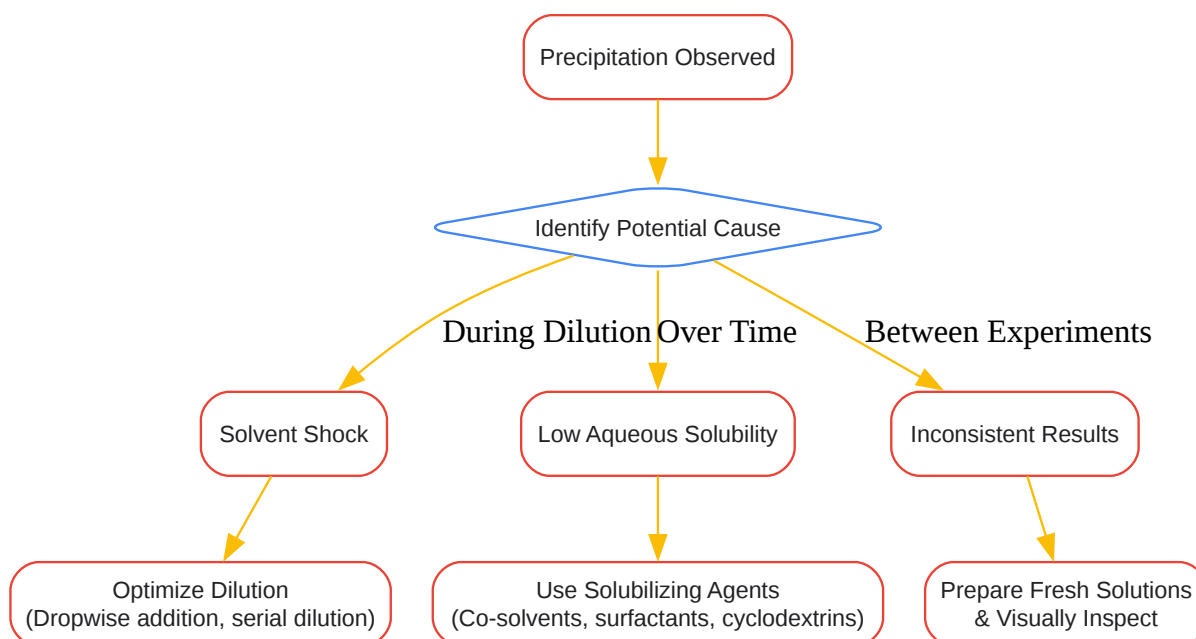 Precipitation Observed
Identify Potential Cause
During Dilution
Over Time
Between Experiments
Solvent Shock
Low Aqueous Solubility
Inconsistent Results
Optimize Dilution
(Dropwise addition, serial dilution)
Use Solubilizing Agents
(Co-solvents, surfactants, cyclodextrins)
Prepare Fresh Solutions
& Visually Inspect